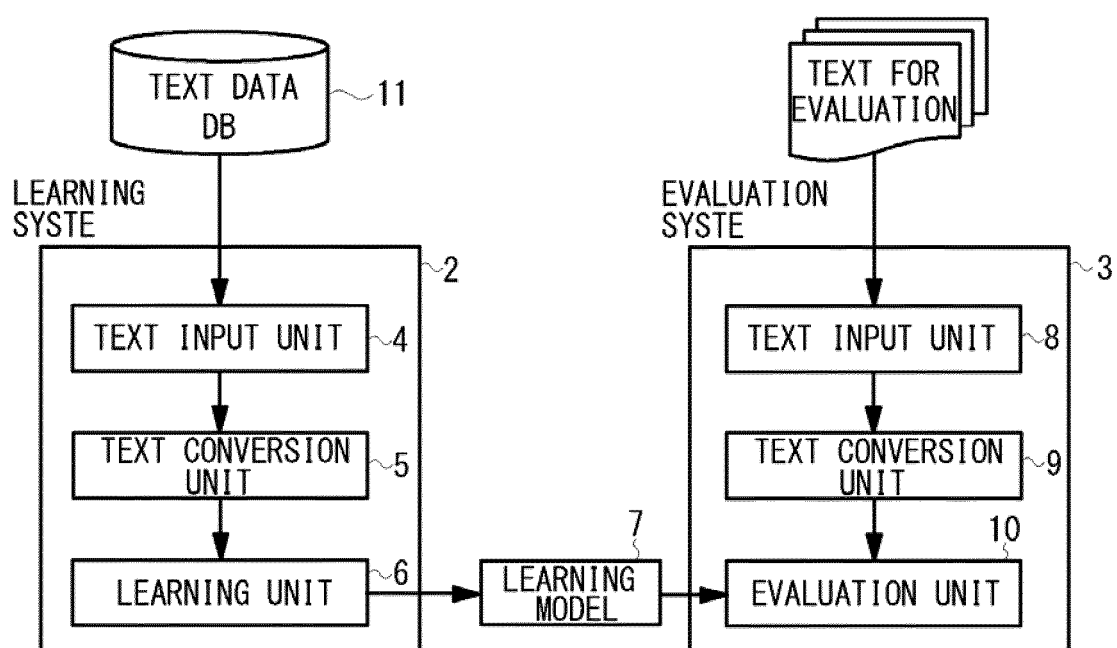 TEXT DATA
DB
11
TEXT FOR
EVALUATION
LEARNING
SYSTE
EVALUATION
SYSTE
2
3
TEXT INPUT UNIT
4
TEXT INPUT UNIT
8
TEXT CONVERSION
UNIT
5
TEXT CONVERSION
UNIT
9
LEARNING UNIT
6
7
LEARNING
MODEL
10
EVALUATION UNIT